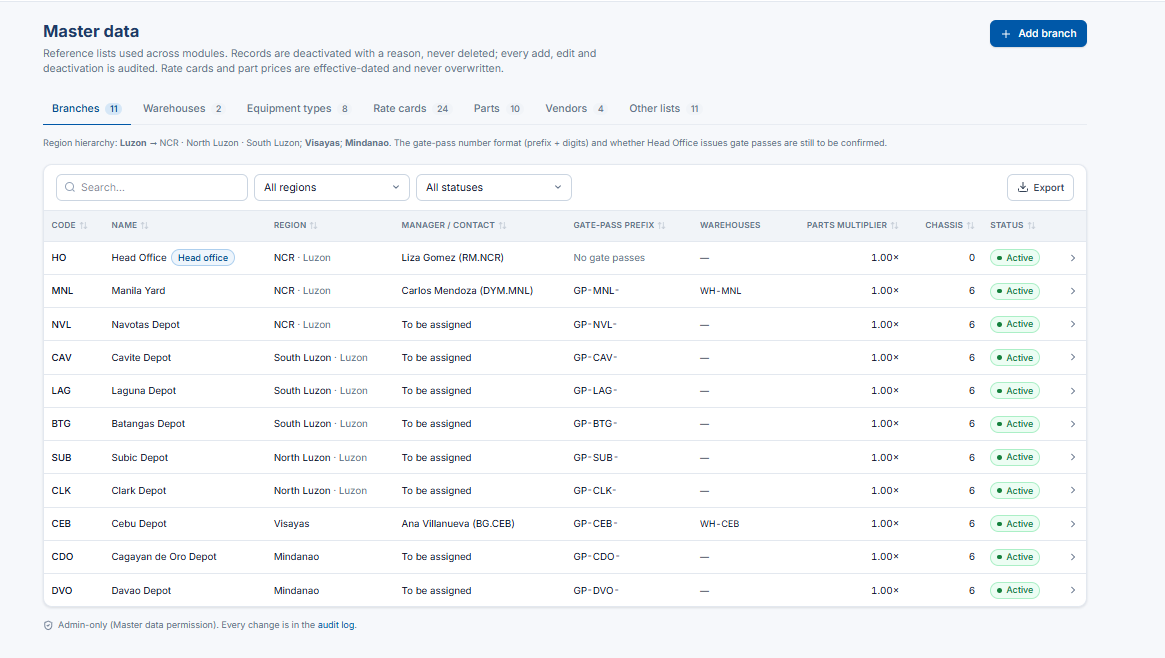 Master data
Add branch
Reference lists used across modules. Records are deactivated with a reason, never deleted; every add, edit and
deactivation is audited. Rate cards and part prices are effective-dated and never overwritten.
Branches 11 Warehouses 2 Equipment types 8 Rate cards 24 Parts 10 Vendors 4 Other lists 11
Region hierarchy: Luzon → NCR · North Luzon · South Luzon; Visayas; Mindanao. The gate-pass number format (prefix + digits) and whether Head Office issues gate passes are still to be confirmed.
Search... All regions All statuses Export
CODE NAME REGION MANAGER / CONTACT GATE-PASS PREFIX WAREHOUSES PARTS MULTIPLIER CHASSIS STATUS
HO Head Office Head office NCR · Luzon Liza Gomez (RM.NCR) No gate passes — 1.00× 0 Active
MNL Manila Yard NCR · Luzon Carlos Mendoza (DYM.MNL) GP-MNL- WH-MNL 1.00× 6 Active
NVL Navotas Depot NCR · Luzon To be assigned GP-NVL- — 1.00× 6 Active
CAV Cavite Depot South Luzon · Luzon To be assigned GP-CAV- — 1.00× 6 Active
LAG Laguna Depot South Luzon · Luzon To be assigned GP-LAG- — 1.00× 6 Active
BTG Batangas Depot South Luzon · Luzon To be assigned GP-BTG- — 1.00× 6 Active
SUB Subic Depot North Luzon · Luzon To be assigned GP-SUB- — 1.00× 6 Active
CLK Clark Depot North Luzon · Luzon To be assigned GP-CLK- — 1.00× 6 Active
CEB Cebu Depot Visayas Ana Villanueva (BG.CEB) GP-CEB- WH-CEB 1.00× 6 Active
CDO Cagayan de Oro Depot Mindanao To be assigned GP-CDO- — 1.00× 6 Active
DVO Davao Depot Mindanao To be assigned GP-DVO- — 1.00× 6 Active
Admin-only (Master data permission). Every change is in the audit log.